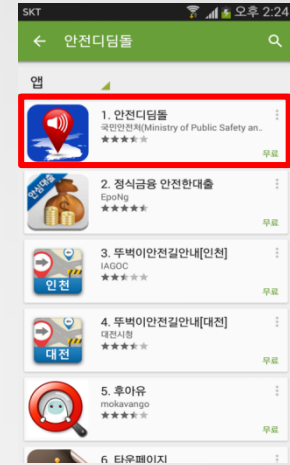 SKT 오후 2:24
안전디딤돌
앱
1. 안전디딤돌
국민안전처(Ministry of Public Safety an..
무료
안심대출
2. 정식금융 안전한대출
EpoNg
무료
인천
3. 뚜벅이안전길안내[인천]
IAGOC
무료
대전
4. 뚜벅이안전길안내[대전]
대전시청
무료
5. 후아유
mokavango
무료
6. 타운페이지